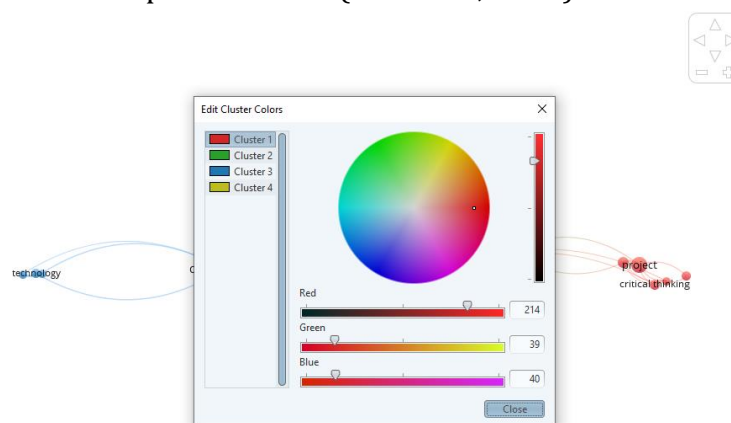 Edit Cluster Colors
Cluster 1
Cluster 2
Cluster 3
Cluster 4
technology
project
critical thinking
Red
214
Green
39
Blue
40
Close